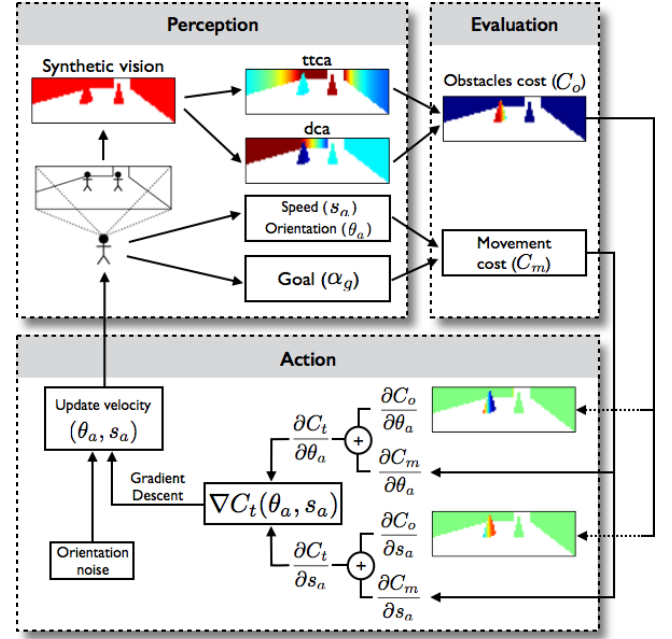 Perception
Evaluation
Synthetic vision
ttca
Obstacles cost (C_o)
dca
Speed (s_a)
Orientation (θ_a)
Movement
cost (C_m)
Goal (α_g)
Action
Update velocity
(θ_a, s_a)
∂C_t
∂θ_a
+
∂C_o
∂θ_a
∂C_m
∂θ_a
Gradient
Descent
∇C_t(θ_a, s_a)
Orientation
noise
∂C_t
∂s_a
+
∂C_o
∂s_a
∂C_m
∂s_a